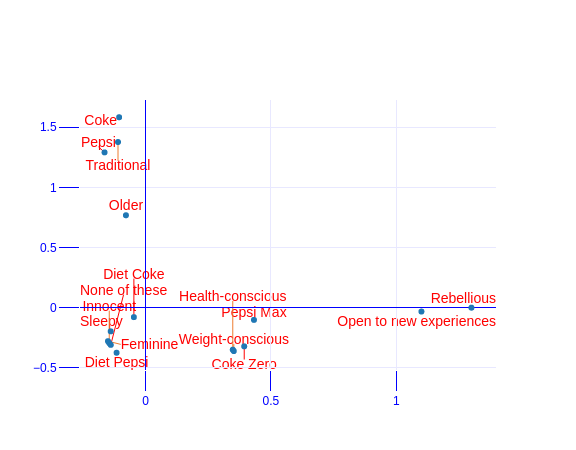 Coke
1.5
Pepsi
Traditional
1
Older
0.5
Diet Coke
None of these
Health-conscious
Rebellious
Innocent
0
Pepsi Max
Sleepy
Open to new experiences
Feminine
Weight-conscious
Diet Pepsi
Coke Zero
−0.5
0
0.5
1